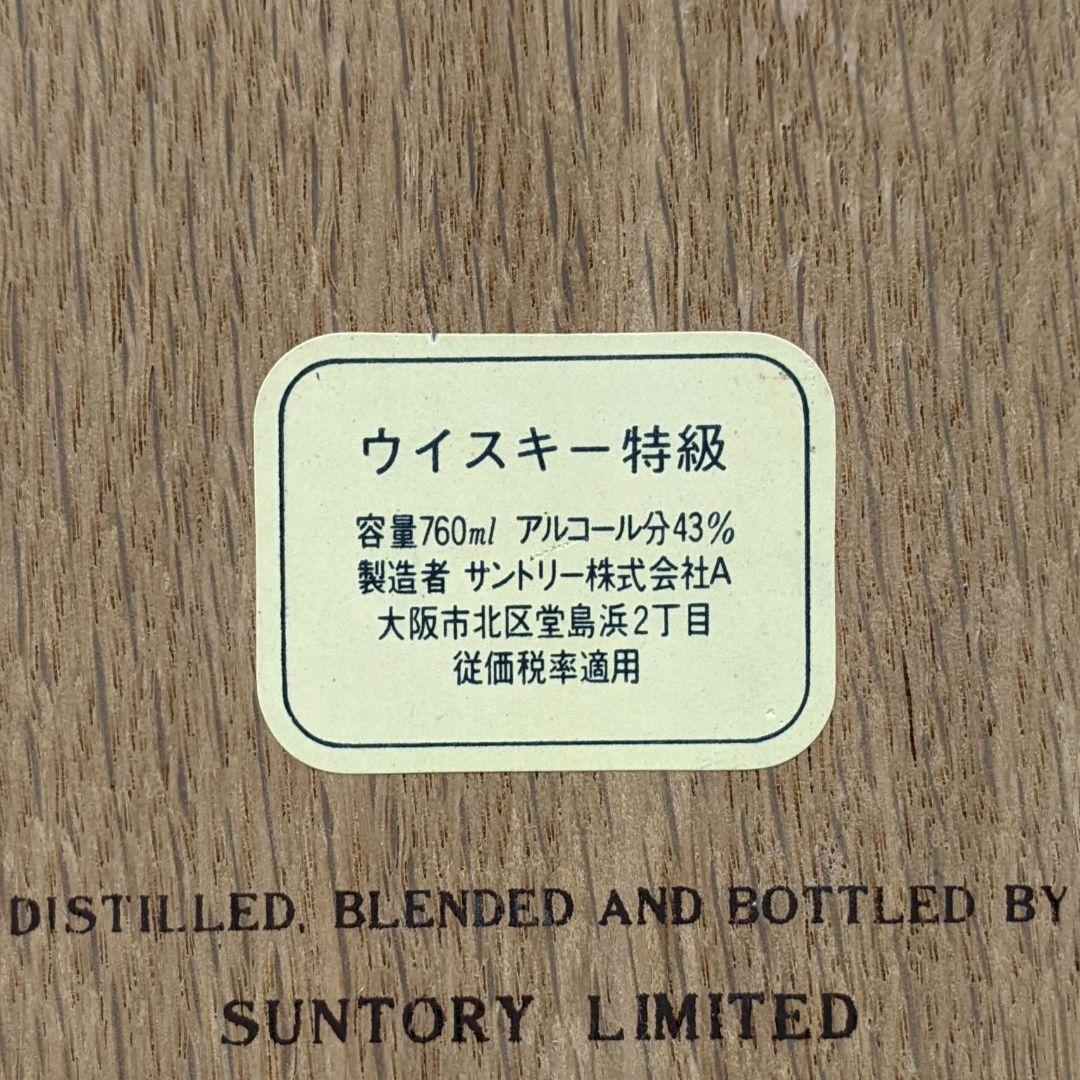 ウイスキー特級
容量760ml アルコール分43%
製造者 サントリー株式会社A
大阪市北区堂島浜2丁目
従価税率適用
DISTILLED, BLENDED AND BOTTLED BY
SUNTORY LIMITED